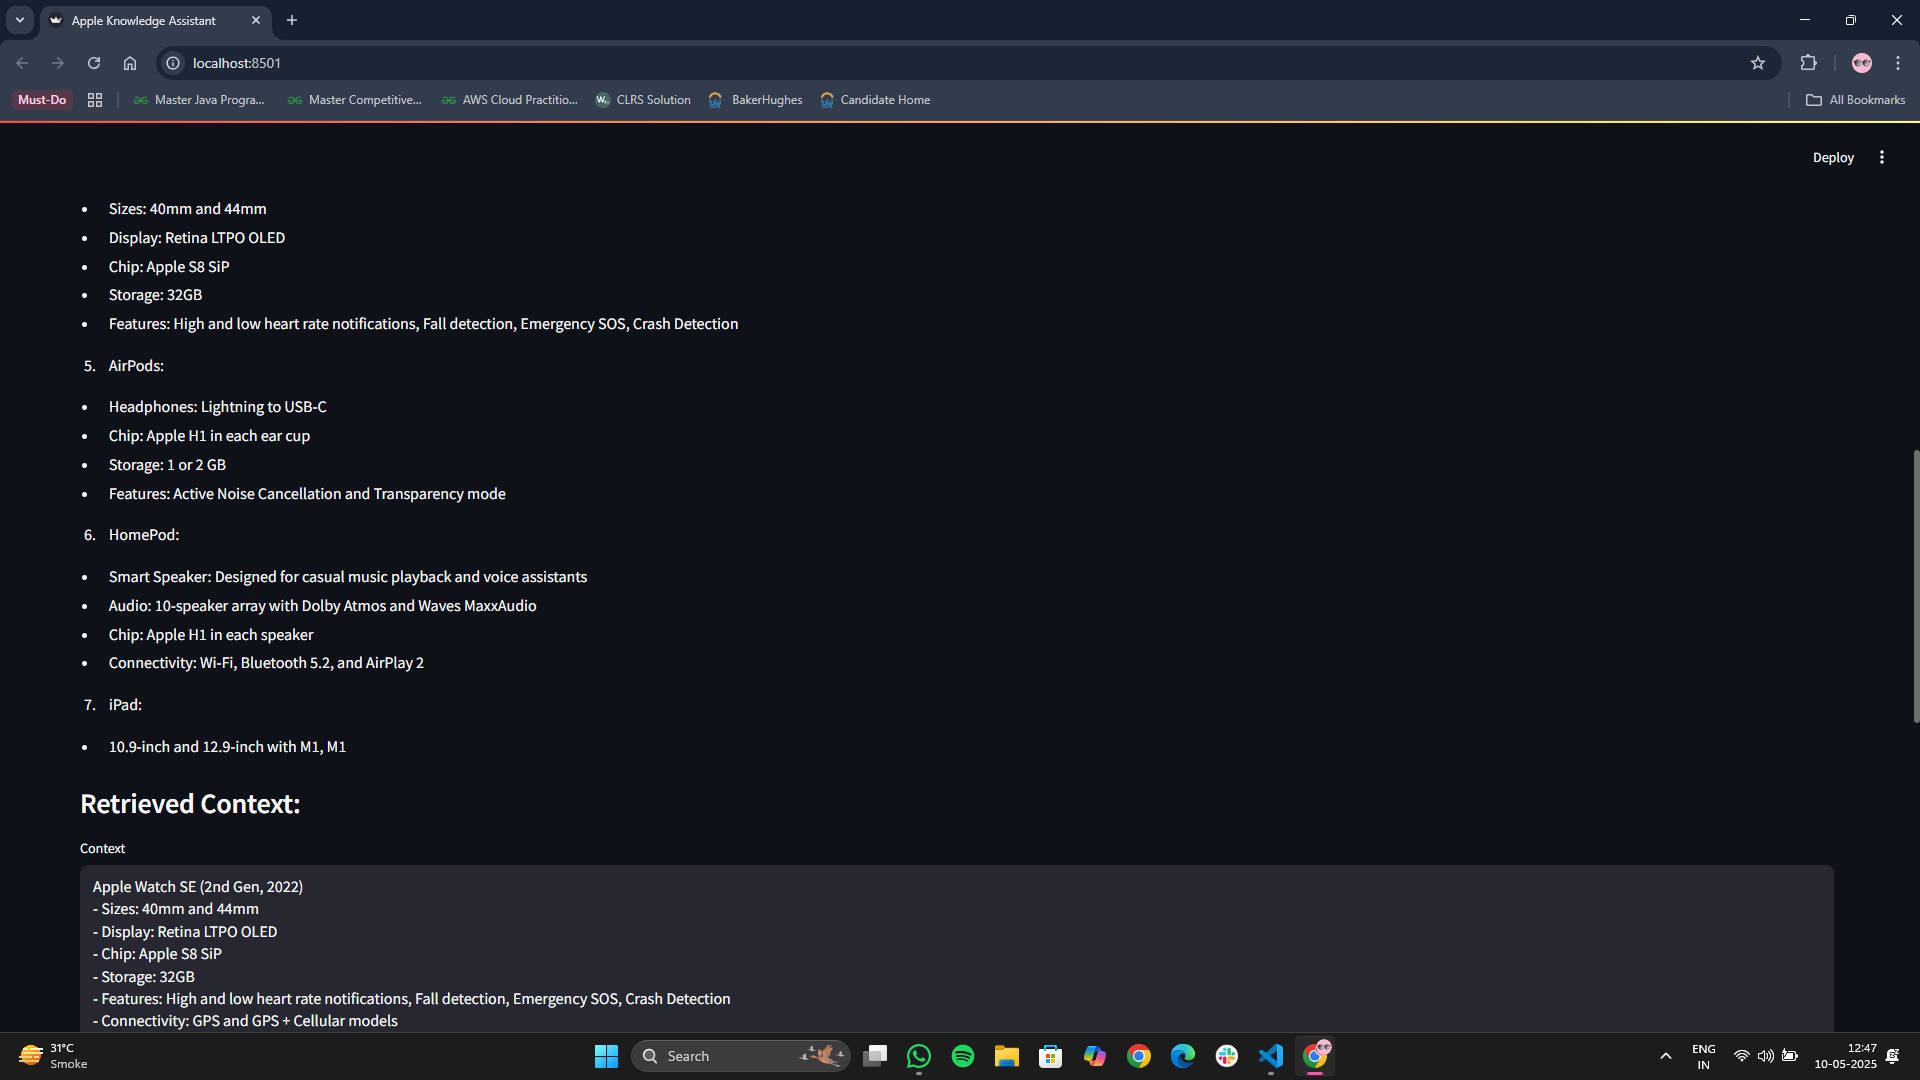 Apple Knowledge Assistant
localhost:8501
Must-Do
Master Java Progra...
Master Competitive...
AWS Cloud Practitio...
CLRS Solution
BakerHughes
Candidate Home
All Bookmarks
Deploy
• Sizes: 40mm and 44mm
• Display: Retina LTPO OLED
• Chip: Apple S8 SiP
• Storage: 32GB
• Features: High and low heart rate notifications, Fall detection, Emergency SOS, Crash Detection
5. AirPods:
• Headphones: Lightning to USB-C
• Chip: Apple H1 in each ear cup
• Storage: 1 or 2 GB
• Features: Active Noise Cancellation and Transparency mode
6. HomePod:
• Smart Speaker: Designed for casual music playback and voice assistants
• Audio: 10-speaker array with Dolby Atmos and Waves MaxxAudio
• Chip: Apple H1 in each speaker
• Connectivity: Wi-Fi, Bluetooth 5.2, and AirPlay 2
7. iPad:
• 10.9-inch and 12.9-inch with M1, M1
Retrieved Context:
Context
Apple Watch SE (2nd Gen, 2022)
- Sizes: 40mm and 44mm
- Display: Retina LTPO OLED
- Chip: Apple S8 SiP
- Storage: 32GB
- Features: High and low heart rate notifications, Fall detection, Emergency SOS, Crash Detection
- Connectivity: GPS and GPS + Cellular models
31°C
Smoke
Search
ENG
IN
12:47
10-05-2025